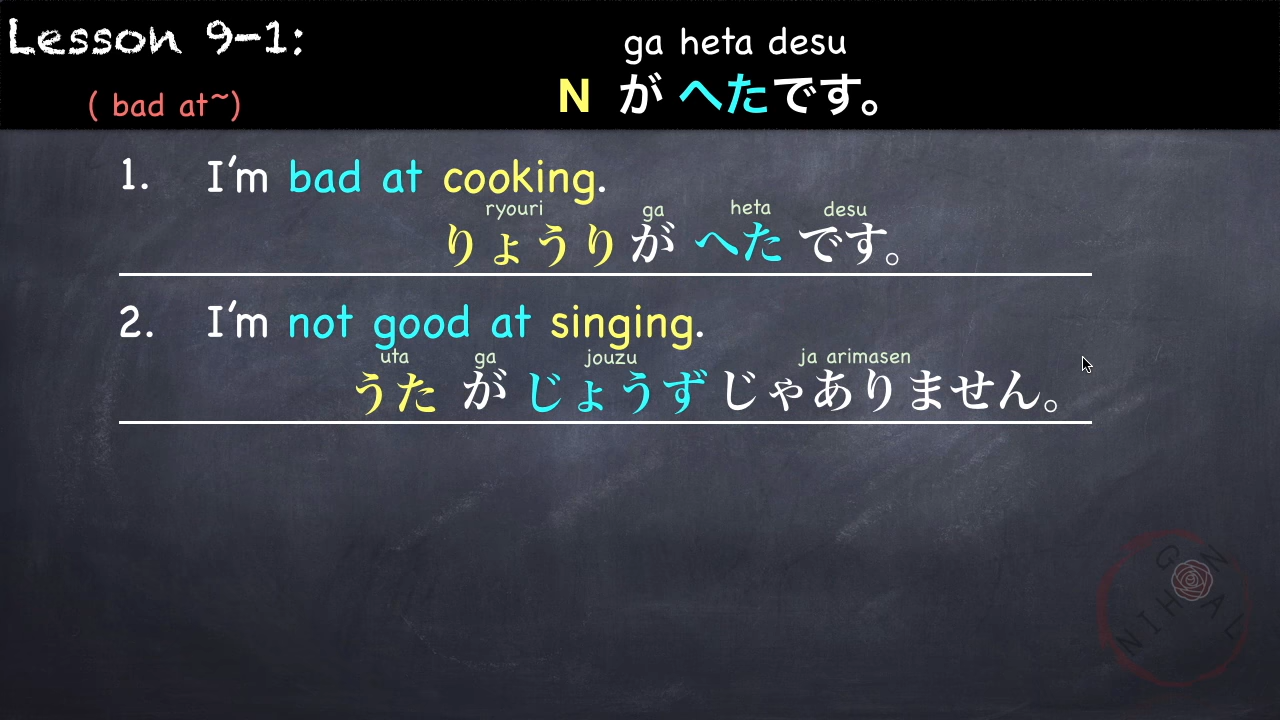 Lesson 9-1:
ga heta desu
( bad at~)
N が へたです。
1. I'm bad at cooking.
ryouri ga heta desu
りょうり が へた です。
2. I'm not good at singing.
uta ga jouzu ja arimasen
うた が じょうず じゃありません。
NIHONGAL